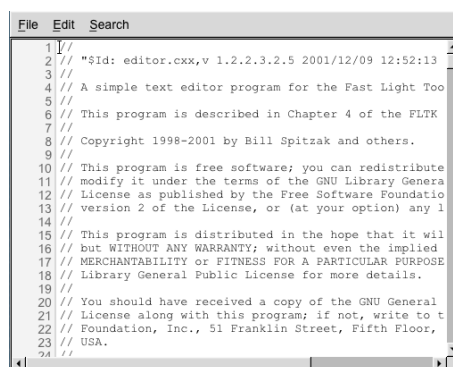 File Edit Search
1 //
2 // "$Id: editor.cxx,v 1.2.2.3.2.5 2001/12/09 12:52:13
3 //
4 // A simple text editor program for the Fast Light Too
5 //
6 // This program is described in Chapter 4 of the FLTK
7 //
8 // Copyright 1998-2001 by Bill Spitzak and others.
9 //
10 // This program is free software; you can redistribute
11 // modify it under the terms of the GNU Library Genera
12 // License as published by the Free Software Foundatio
13 // version 2 of the License, or (at your option) any l
14 //
15 // This program is distributed in the hope that it wil
16 // but WITHOUT ANY WARRANTY; without even the implied
17 // MERCHANTABILITY or FITNESS FOR A PARTICULAR PURPOSE
18 // Library General Public License for more details.
19 //
20 // You should have received a copy of the GNU General
21 // License along with this program; if not, write to t
22 // Foundation, Inc., 51 Franklin Street, Fifth Floor,
23 // USA.
24 //